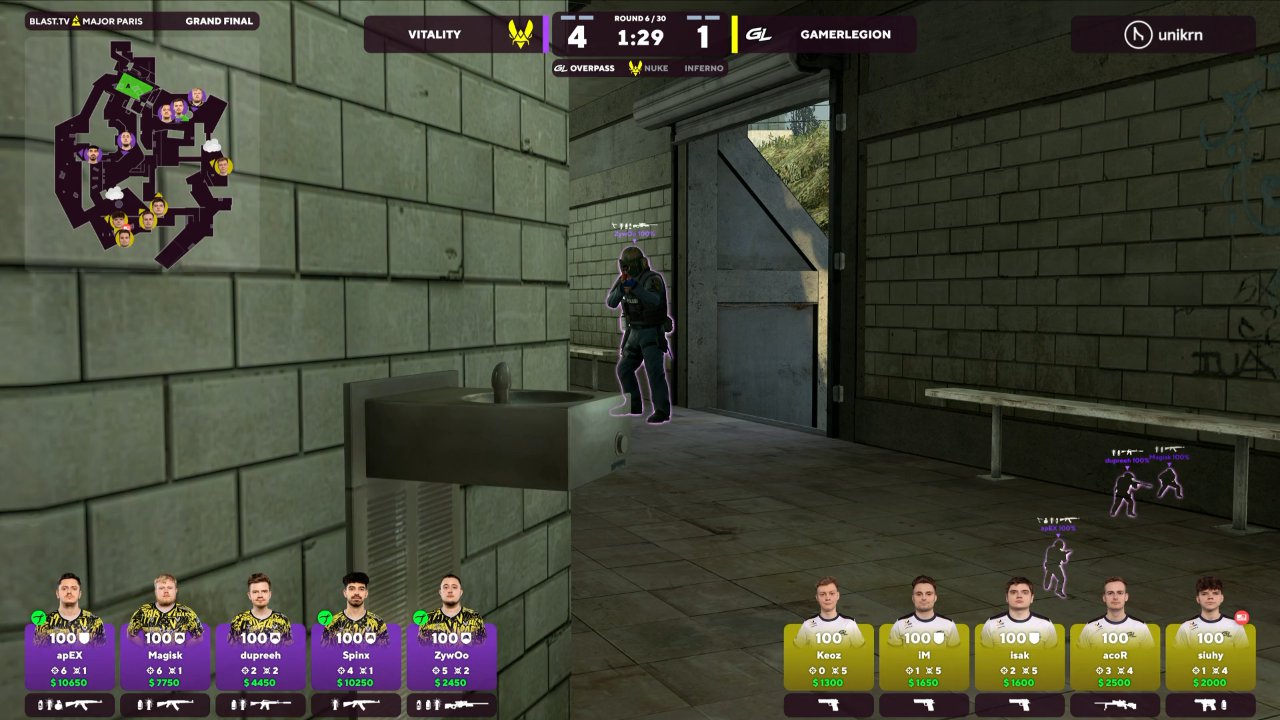 BLAST.TV MAJOR PARIS GRAND FINAL
VITALITY 4 ROUND 6 / 30 1:29 1 GL GAMERLEGION
unikrn
GL OVERPASS NUKE INFERNO
ZywOo 100%
dupreeh 100% Magisk 100%
apEX 100%
100 100 100 100 100
apEX Magisk dupreeh Spinx ZywOo
6 1 6 1 2 2 4 1 5 2
$10650 $7750 $4450 $10250 $2450
100 100 100 100 100
Keoz iM isak acoR siuhy
0 5 1 5 2 5 3 4 1 4
$1300 $1650 $1600 $2500 $2000